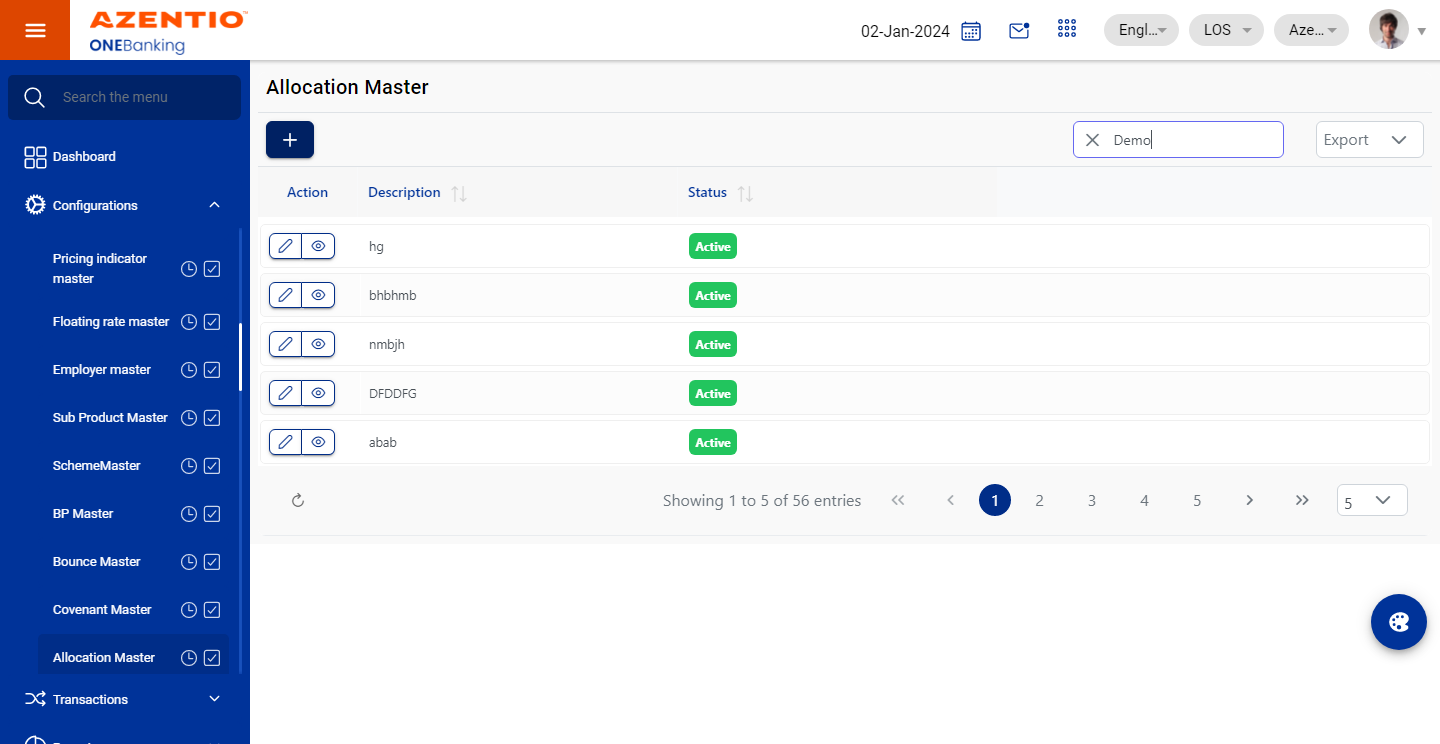 AZENTIO™
ONEBanking
02-Jan-2024
Engl...
LOS
Aze...
Search the menu
Dashboard
Configurations
Pricing indicator
master
Floating rate master
Employer master
Sub Product Master
SchemeMaster
BP Master
Bounce Master
Covenant Master
Allocation Master
Transactions
Allocation Master
+
Demo
Export
Action Description Status
hg Active
bhbhmb Active
nmbjh Active
DFDDFG Active
abab Active
Showing 1 to 5 of 56 entries << < 1 2 3 4 5 > >> 5